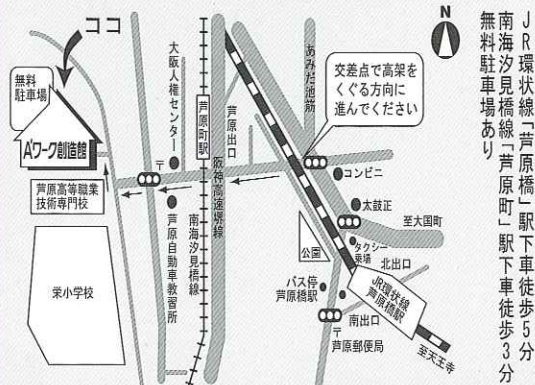 JR環状線「芦原橋」駅下車徒歩5分
南海汐見橋線「芦原町」駅下車徒歩3分
無料駐車場あり
N
ココ
無料
駐車場
A'ワーク創造館
芦原高等職業
技術専門校
栄小学校
大阪人権センター
〒
芦原自動車教習所
芦原町駅
南海汐見橋線
芦原出口
阪神高速堺線
あみだ池筋
交差点で高架を
くぐる方向に
進んでください
コンビニ
太鼓正
至大国町
タクシー
乗場
公園
北出口
バス停
芦原橋駅
JR環状線
芦原橋駅
南出口
〒
芦原郵便局
至天王寺